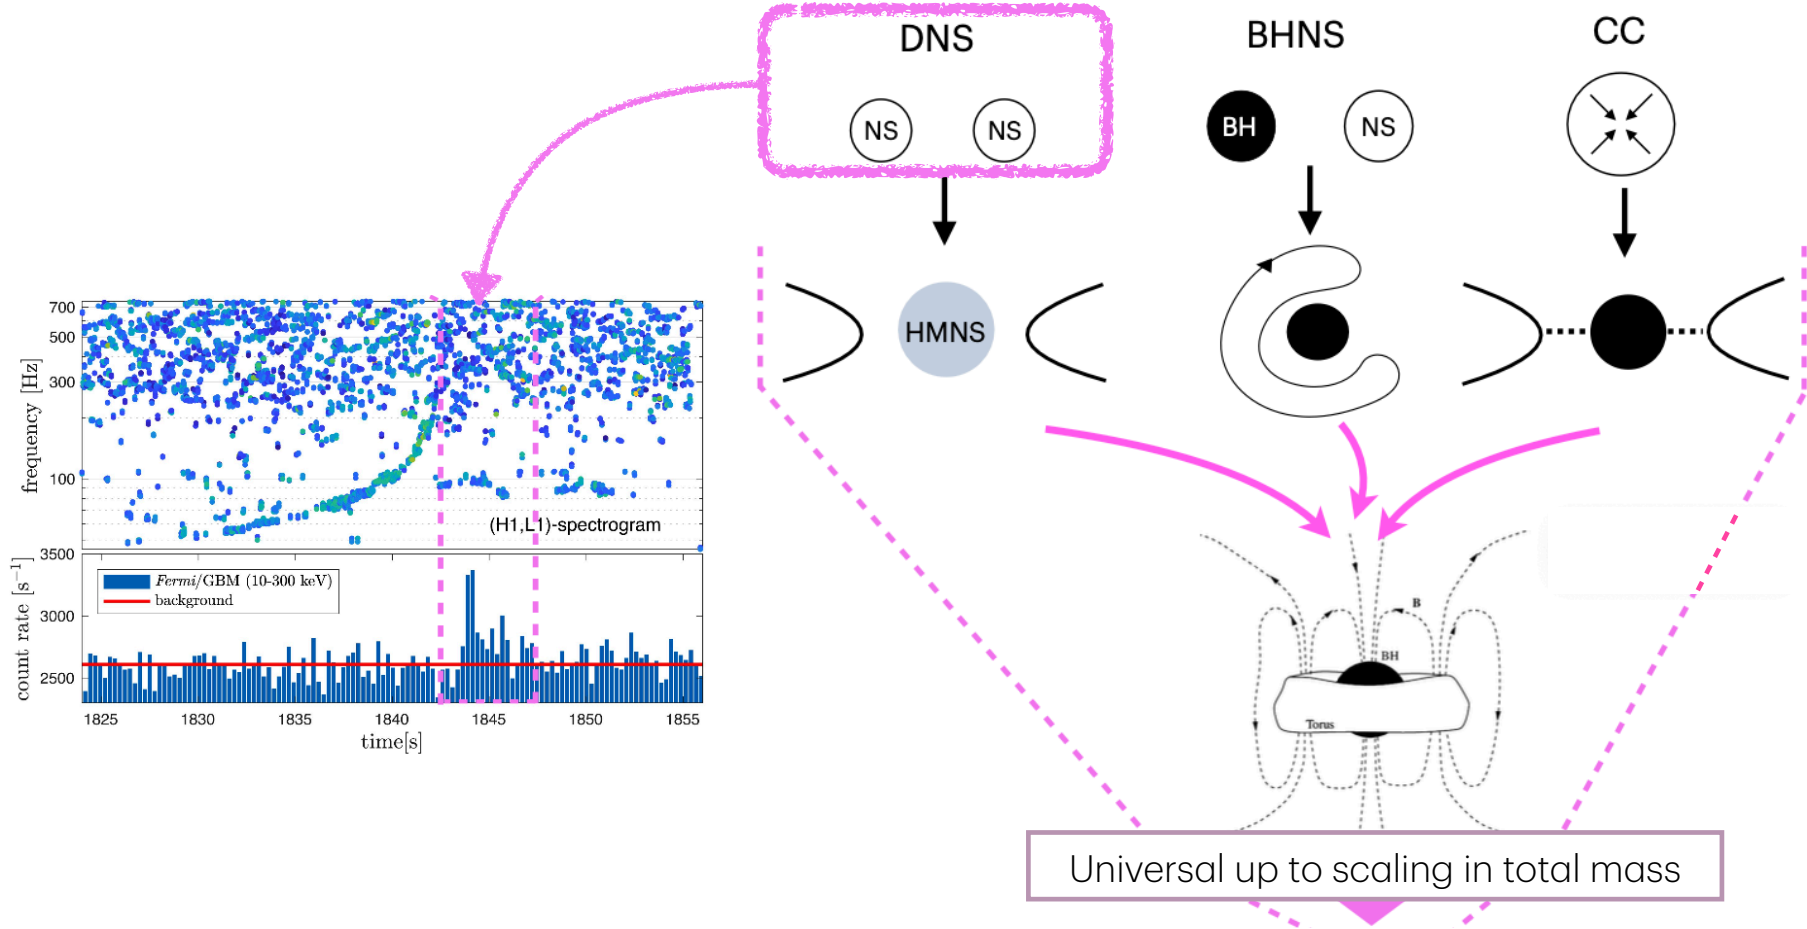 DNS
BHNS
CC
NS
NS
BH
NS
HMNS
700
500
300
100
frequency [Hz]
(H1,L1)-spectrogram
3500
3000
2500
count rate [s⁻¹]
Fermi/GBM (10-300 keV)
background
1825 1830 1835 1840 1845 1850 1855
time[s]
B
BH
Torus
Universal up to scaling in total mass